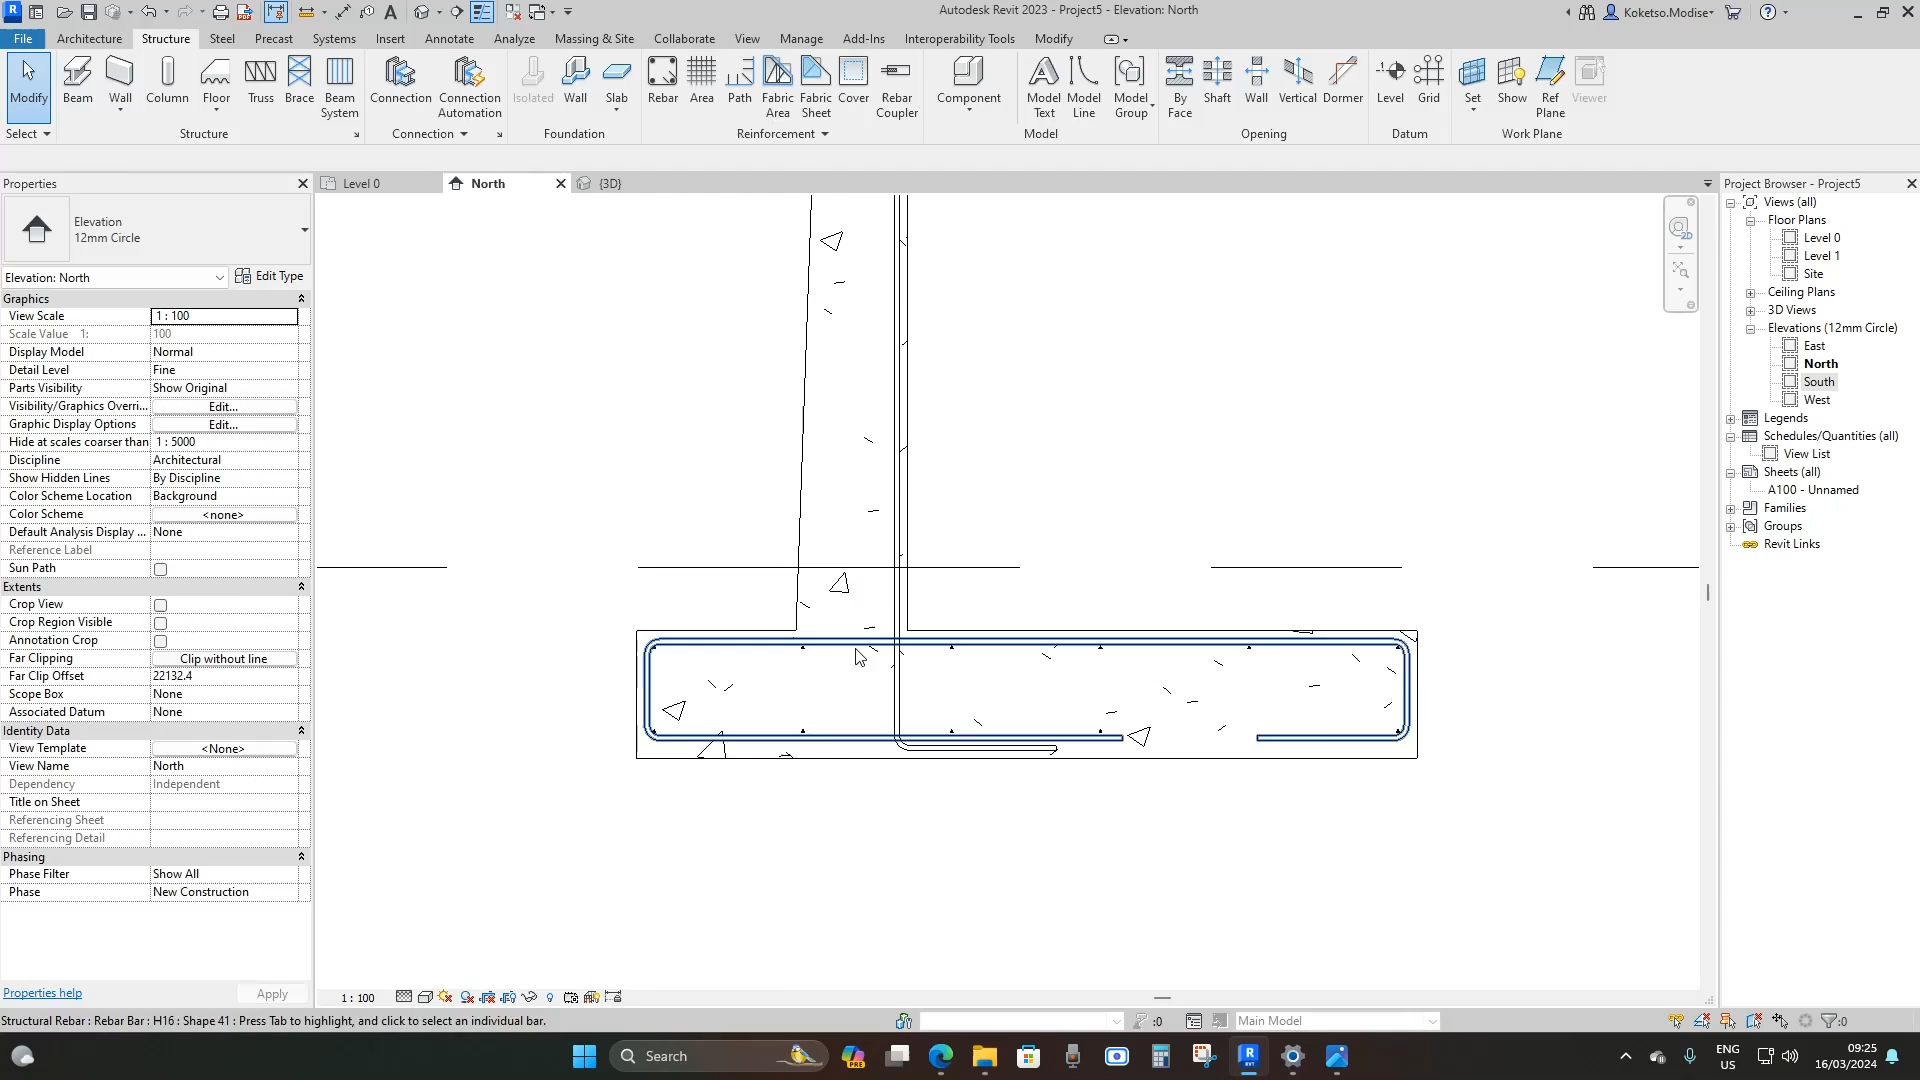 Autodesk Revit 2023 - Project5 - Elevation: North
Koketso.Modise
File Architecture Structure Steel Precast Systems Insert Annotate Analyze Massing & Site Collaborate View Manage Add-Ins Interoperability Tools Modify
Modify Beam Wall Column Floor Truss Brace Beam System Connection Connection Automation Isolated Wall Slab Rebar Area Path Fabric Area Fabric Sheet Cover Rebar Coupler Component Model Text Model Line Model Group By Face Shaft Wall Vertical Dormer Level Grid Set Show Ref Plane Viewer
Select Structure Connection Foundation Reinforcement Model Opening Datum Work Plane
Properties
Level 0
North
{3D}
Project Browser - Project5
Elevation
12mm Circle
Elevation: North
Edit Type
Graphics
View Scale 1 : 100
Scale Value 1: 100
Display Model Normal
Detail Level Fine
Parts Visibility Show Original
Visibility/Graphics Overri... Edit...
Graphic Display Options Edit...
Hide at scales coarser than 1 : 5000
Discipline Architectural
Show Hidden Lines By Discipline
Color Scheme Location Background
Color Scheme <none>
Default Analysis Display ... None
Reference Label
Sun Path
Extents
Crop View
Crop Region Visible
Annotation Crop
Far Clipping Clip without line
Far Clip Offset 22132.4
Scope Box None
Associated Datum None
Identity Data
View Template <None>
View Name North
Dependency Independent
Title on Sheet
Referencing Sheet
Referencing Detail
Phasing
Phase Filter Show All
Phase New Construction
Properties help
Apply
2D
Views (all)
Floor Plans
Level 0
Level 1
Site
Ceiling Plans
3D Views
Elevations (12mm Circle)
East
North
South
West
Legends
Schedules/Quantities (all)
View List
Sheets (all)
A100 - Unnamed
Families
Groups
Revit Links
1 : 100
Structural Rebar : Rebar Bar : H16 : Shape 41 : Press Tab to highlight, and click to select an individual bar.
:0
Main Model
:0
Search
PRE
ENG
US
09:25
16/03/2024